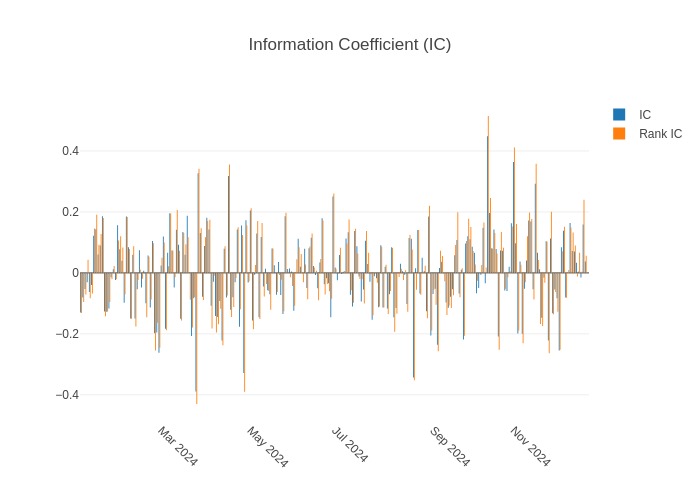 Information Coefficient (IC)
IC
Rank IC
0.4
0.2
0
−0.2
−0.4
Mar 2024
May 2024
Jul 2024
Sep 2024
Nov 2024